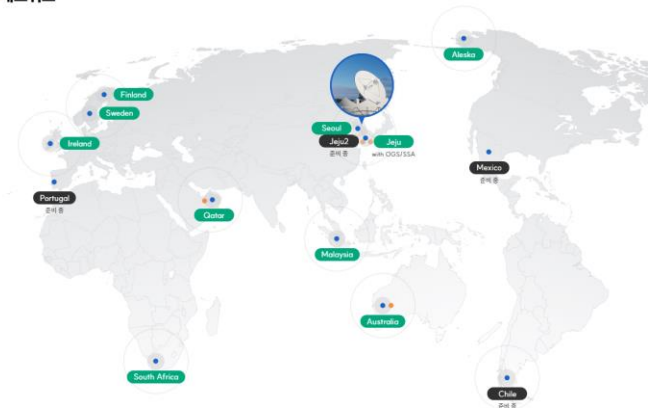 Alaska
Finland
Sweden
Seoul
Ireland
Jeju2
Jeju
준비 중
with OGS/SSA
Mexico
준비 중
Portugal
준비 중
Qatar
Malaysia
Australia
South Africa
Chile
준비 중